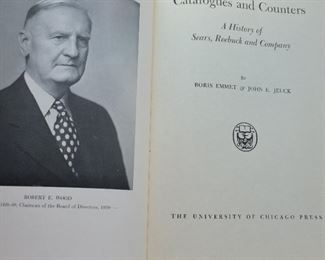 ROBERT E. WOOD
Chairman of the Board of Directors, 1939 —
Catalogues and Counters
A History of
Sears, Roebuck and Company
BY
BORIS EMMET & JOHN E. JEUCK
THE UNIVERSITY OF CHICAGO PRESS